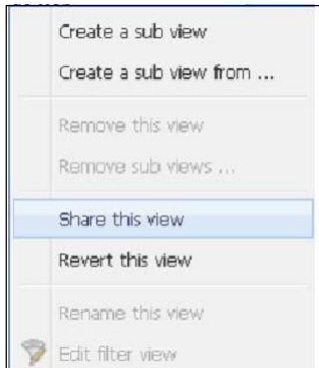 Create a sub view
Create a sub view from ...
Remove this view
Remove sub views ...
Share this view
Revert this view
Rename this view
Edit filter view